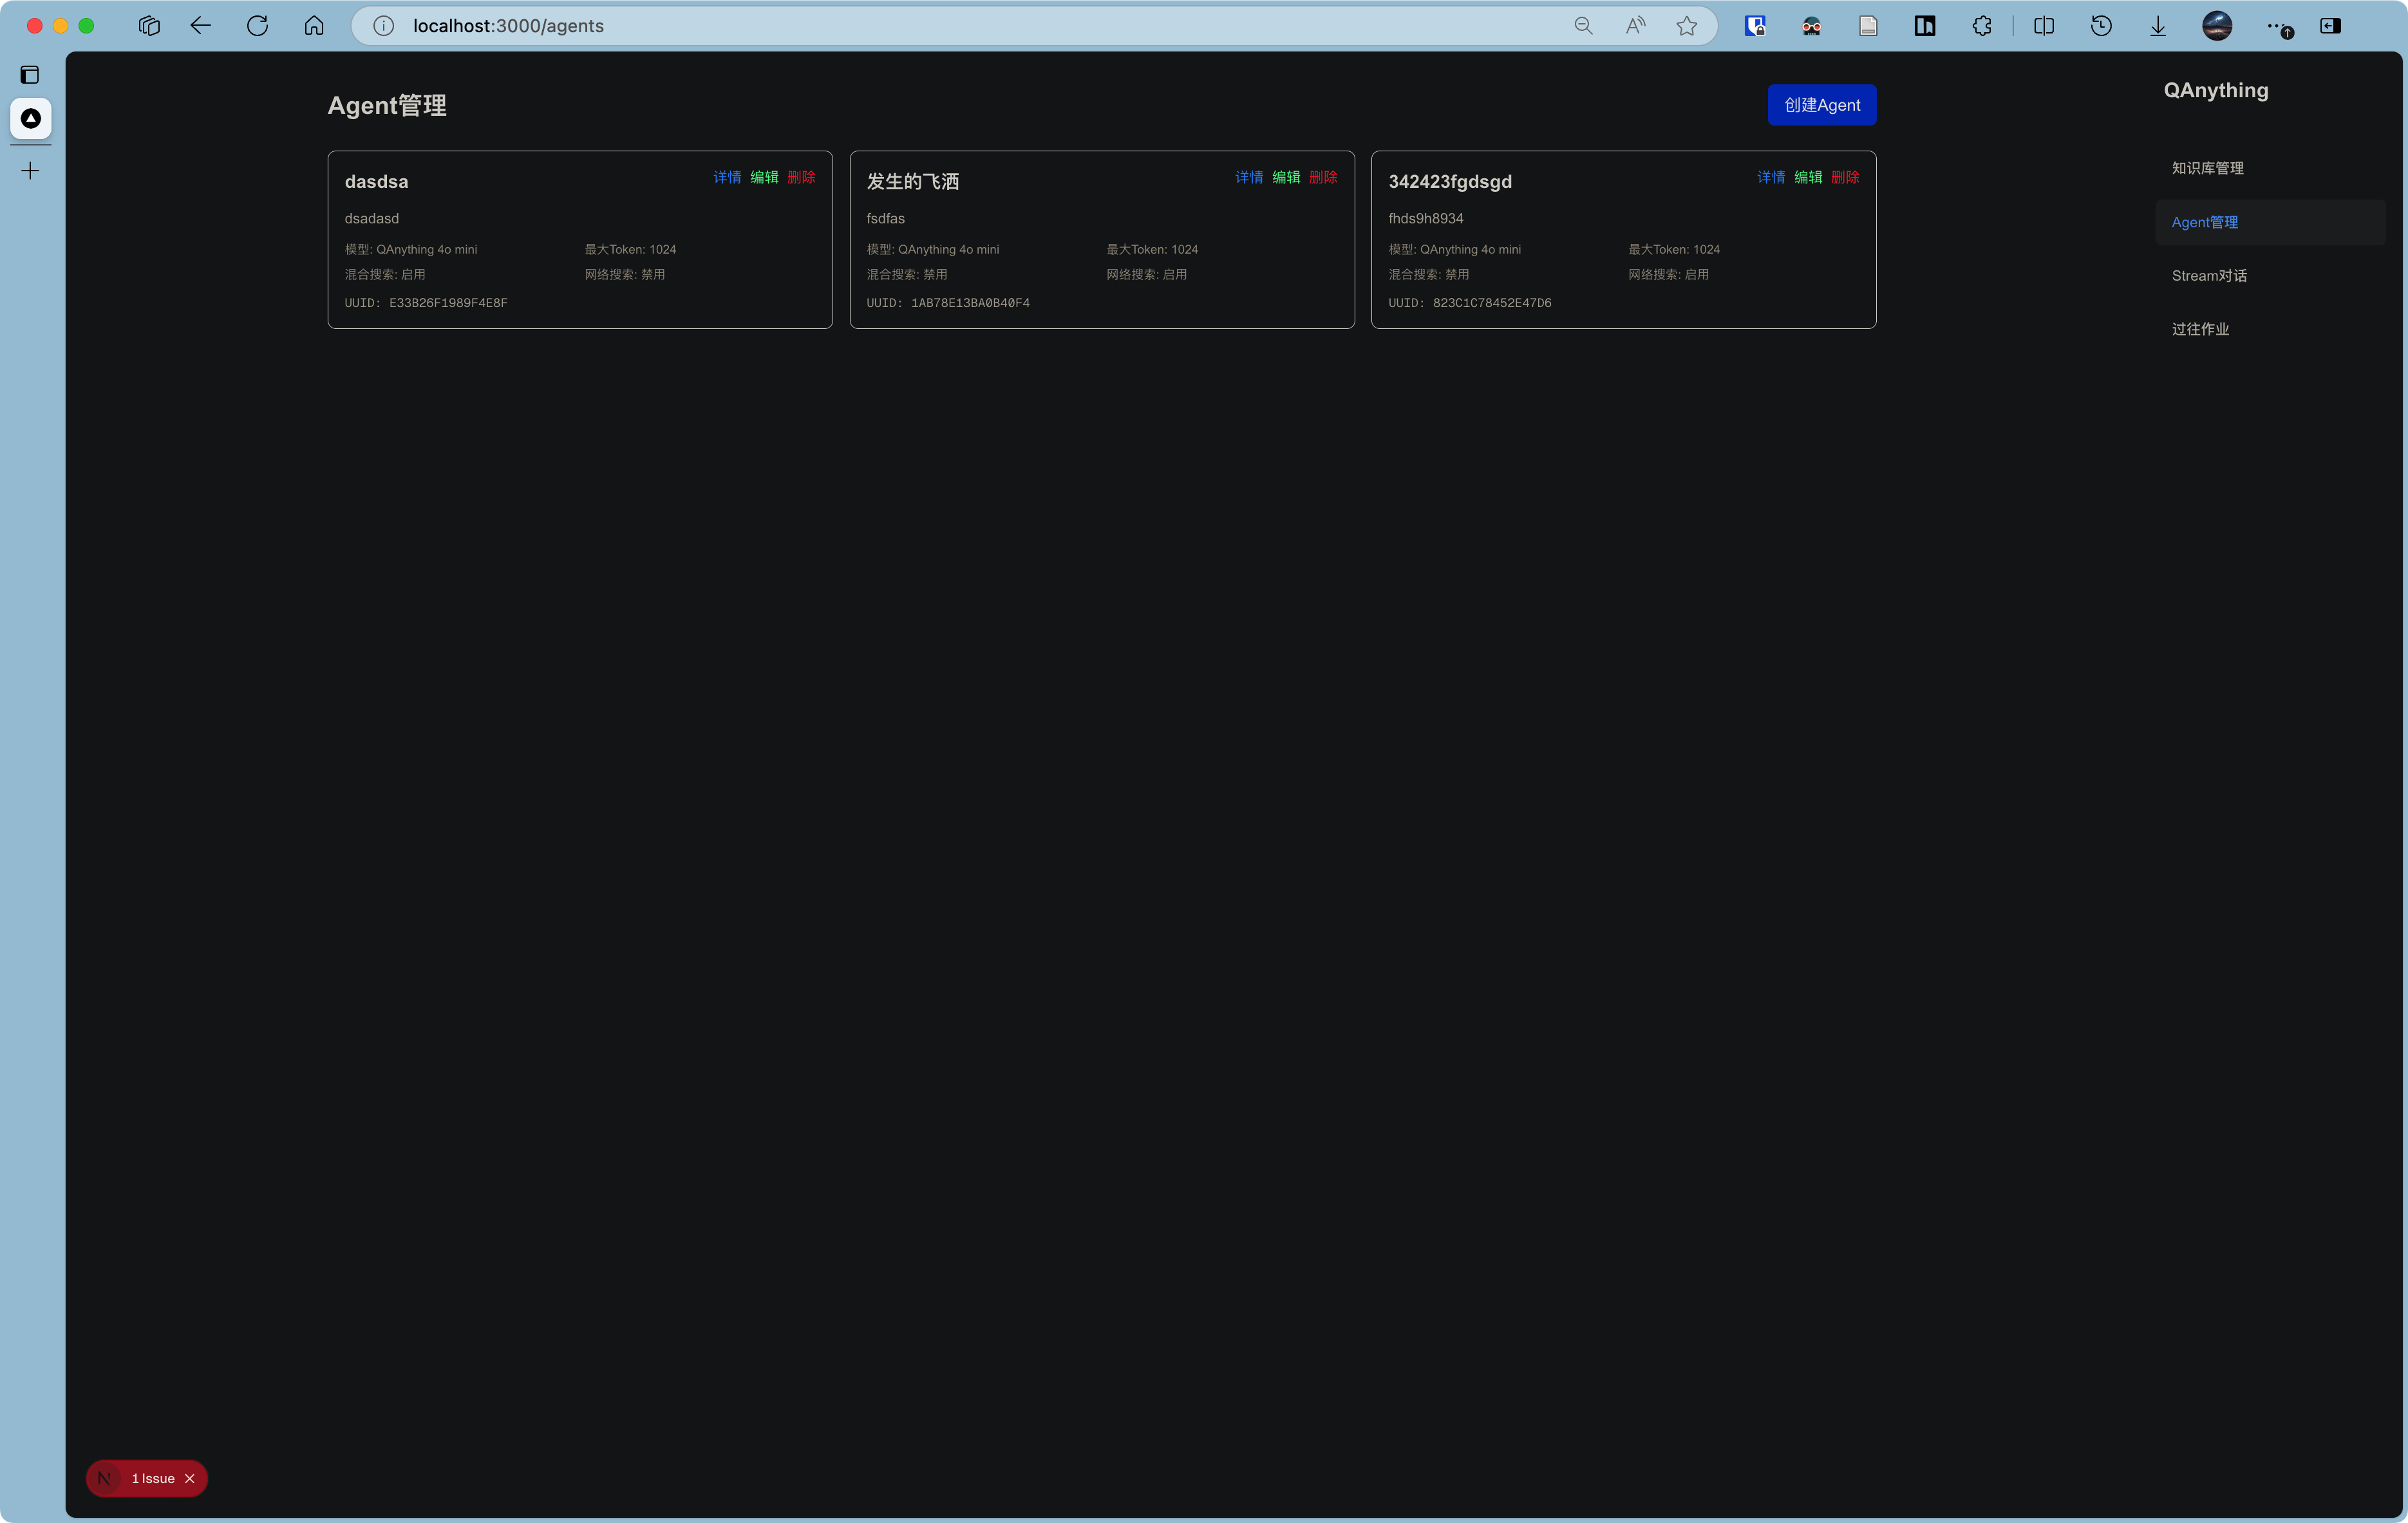 localhost:3000/agents
Agent管理
创建Agent
dasdsa
详情 编辑 删除
dsadasd
模型: QAnything 4o mini
最大Token: 1024
混合搜索: 启用
网络搜索: 禁用
UUID: E33B26F1989F4E8F
发生的飞洒
详情 编辑 删除
fsdfas
模型: QAnything 4o mini
最大Token: 1024
混合搜索: 禁用
网络搜索: 启用
UUID: 1AB78E13BA0B40F4
342423fgdsgd
详情 编辑 删除
fhds9h8934
模型: QAnything 4o mini
最大Token: 1024
混合搜索: 禁用
网络搜索: 启用
UUID: 823C1C78452E47D6
QAnything
知识库管理
Agent管理
Stream对话
过往作业
N
1 Issue